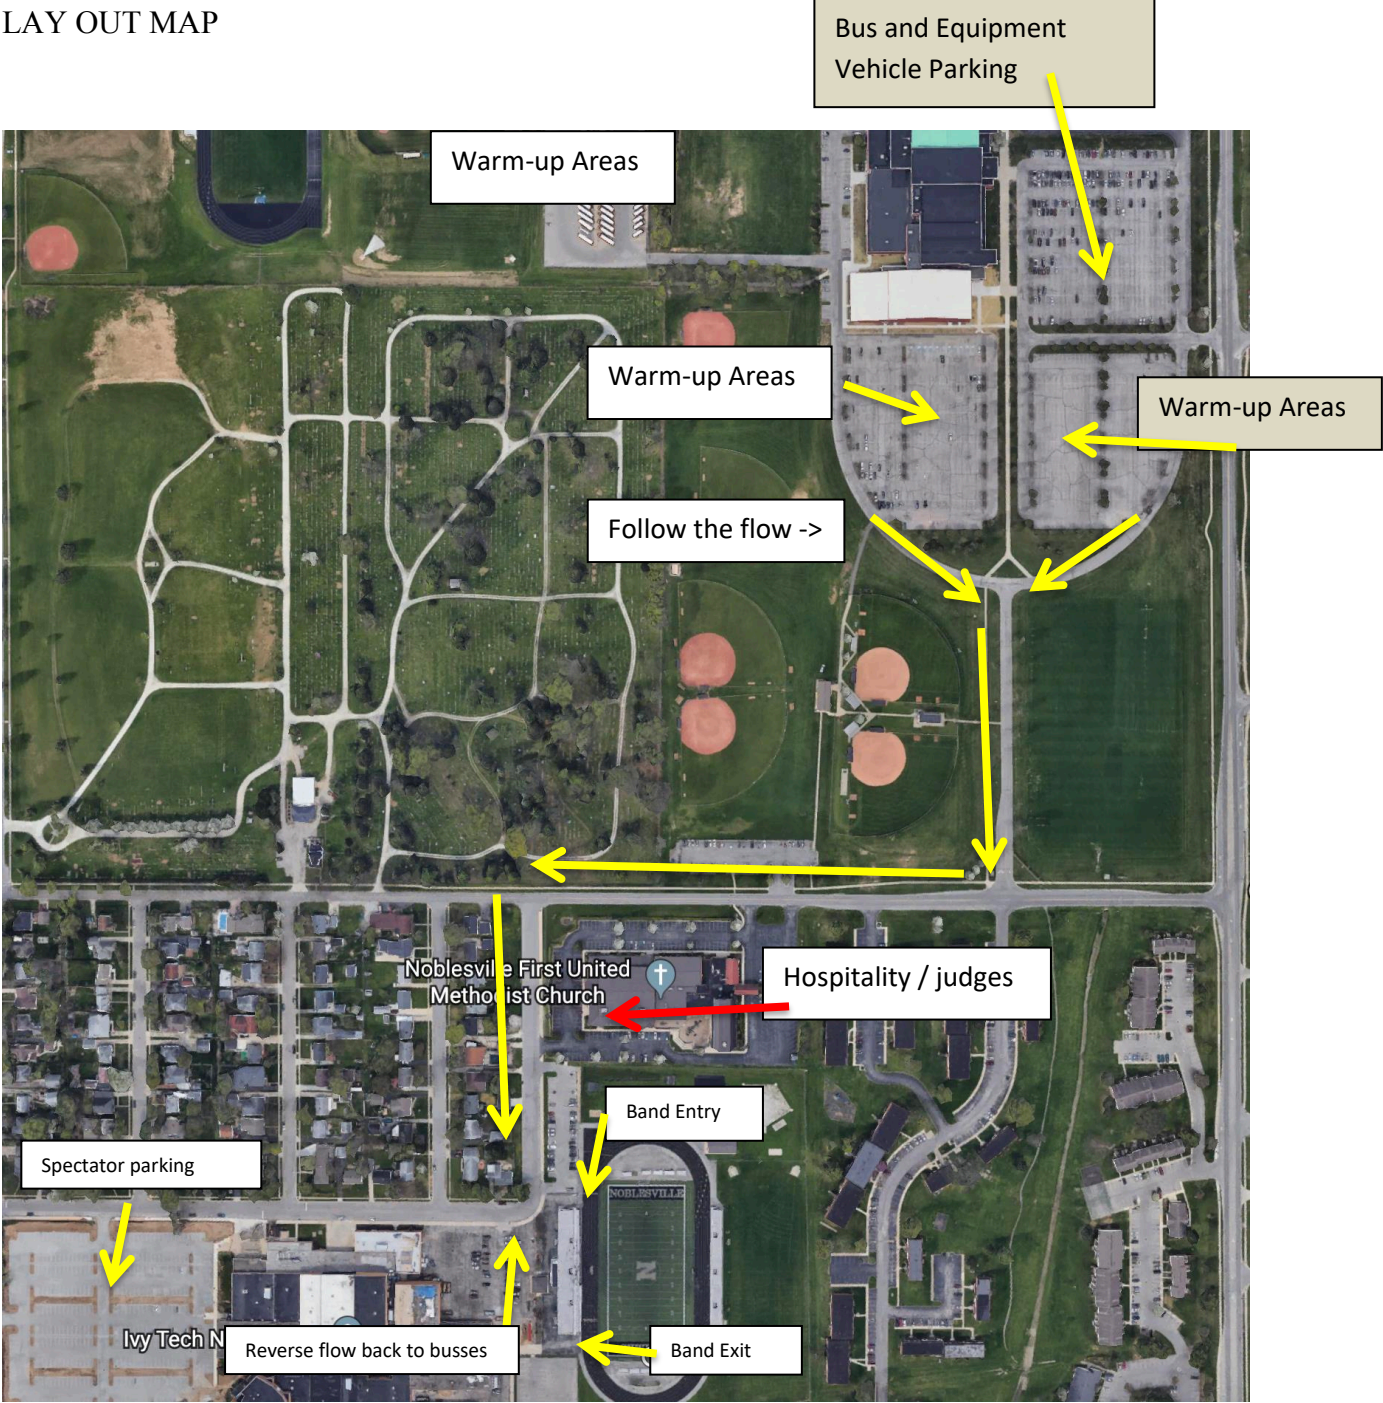 LAY OUT MAP
Bus and Equipment
Vehicle Parking
Warm-up Areas
Warm-up Areas
Warm-up Areas
Follow the flow ->
Noblesville First United
Methodist Church
Hospitality / judges
Band Entry
Spectator parking
NOBLESVILLE
N
Ivy Tech N
Reverse flow back to busses
Band Exit